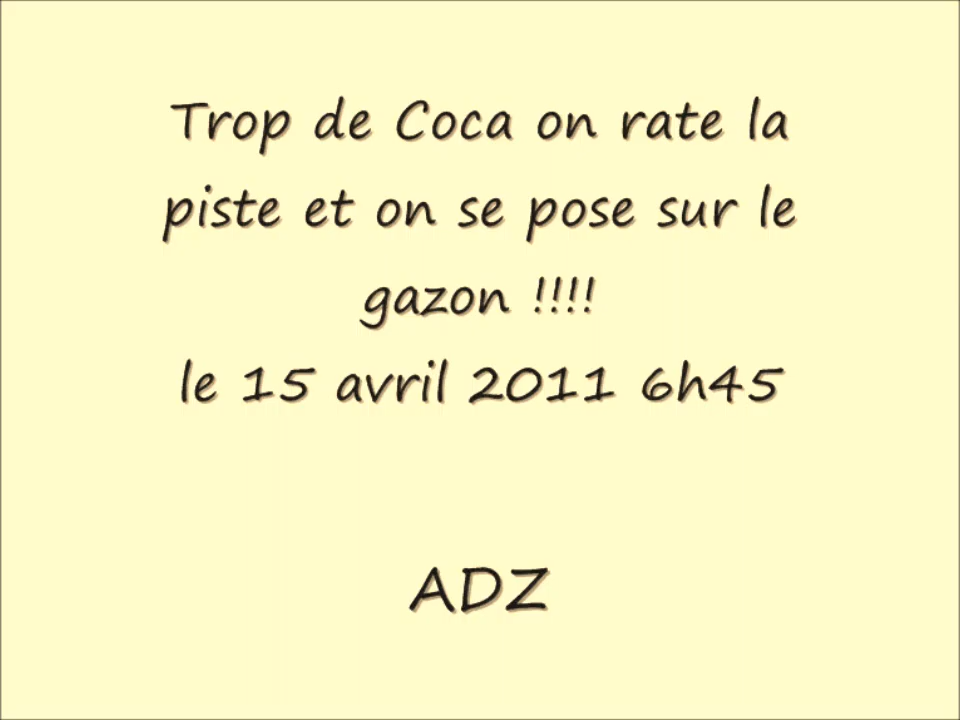 Trop de Coca on rate la
piste et on se pose sur le
gazon !!!!
le 15 avril 2011 6h45
ADZ